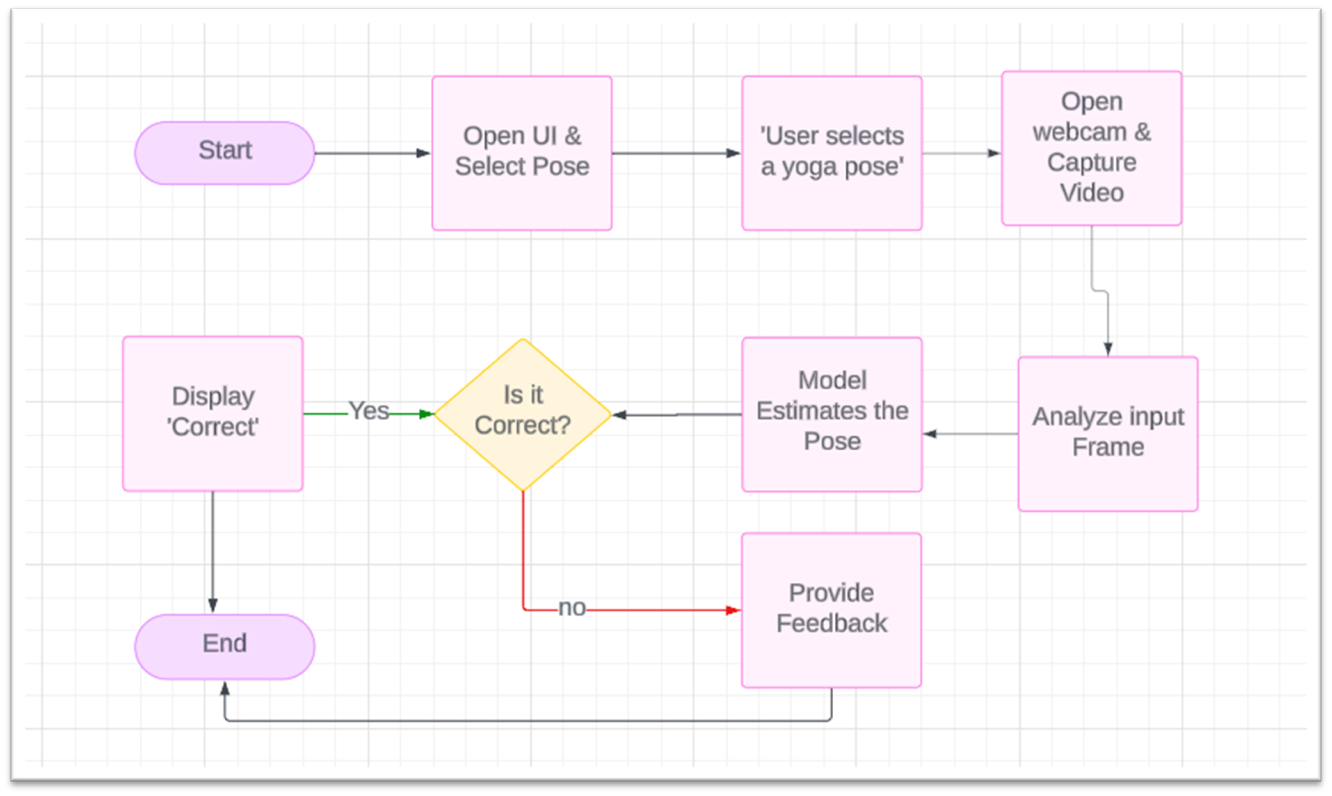 Start
Open UI &
Select Pose
'User selects
a yoga pose'
Open
webcam &
Capture
Video
Display
'Correct'
Yes
Is it
Correct?
Model
Estimates the
Pose
Analyze input
Frame
no
Provide
Feedback
End